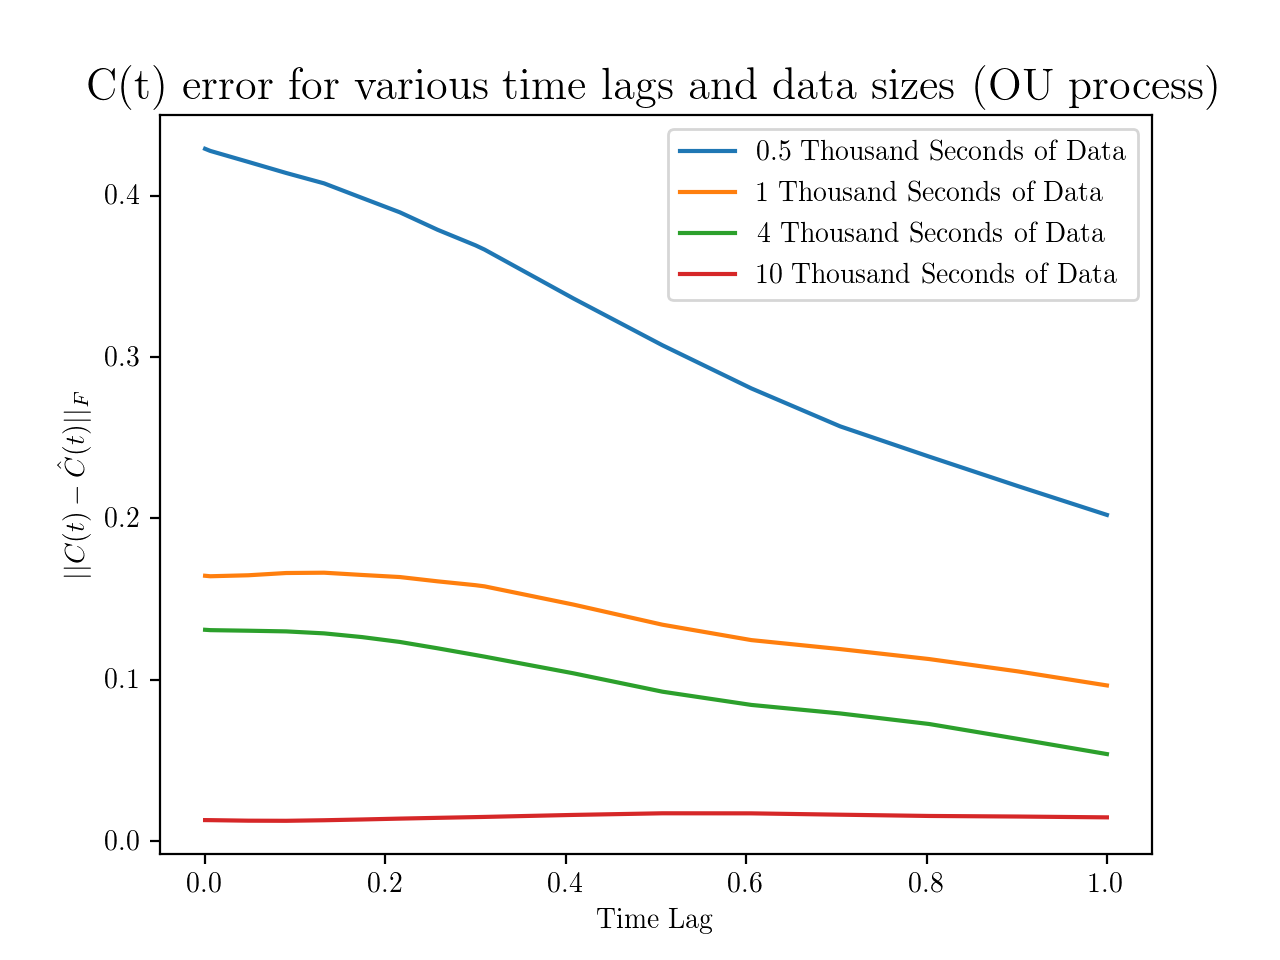 C(t) error for various time lags and data sizes (OU process)
0.5 Thousand Seconds of Data
1 Thousand Seconds of Data
4 Thousand Seconds of Data
10 Thousand Seconds of Data
||C(t) − Ĉ(t)||_F
0.4
0.3
0.2
0.1
0.0
0.0 0.2 0.4 0.6 0.8 1.0
Time Lag